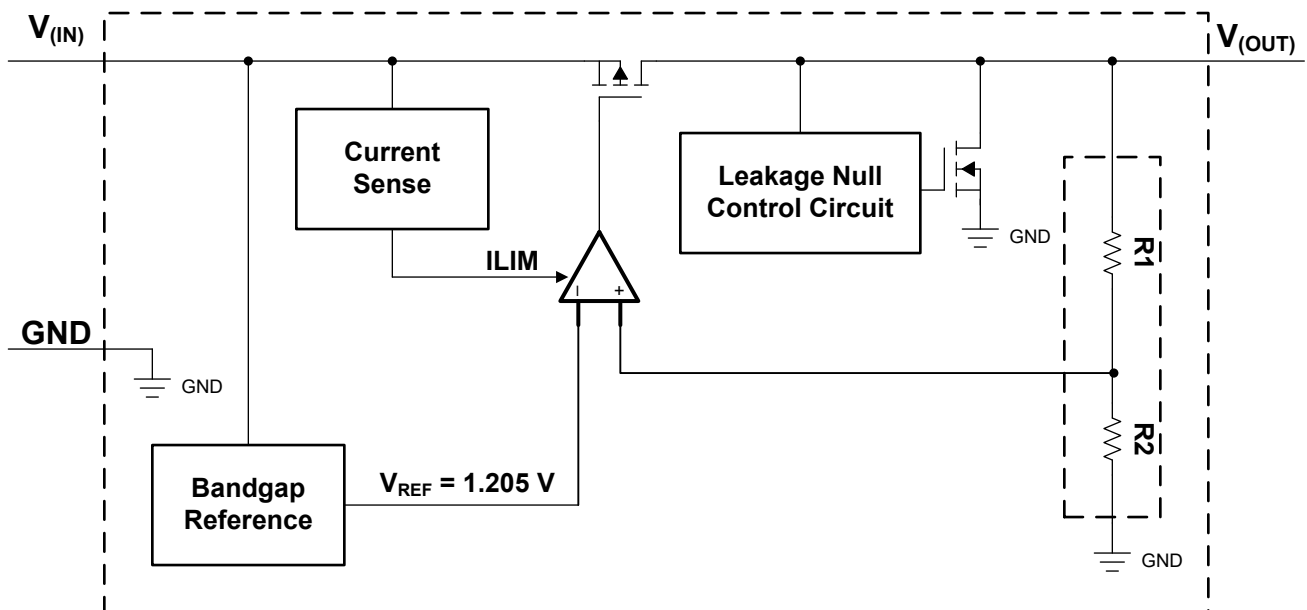 V(IN)
V(OUT)
Current
Sense
Leakage Null
Control Circuit
GND
R1
ILIM
− +
GND
GND
R2
VREF = 1.205 V
Bandgap
Reference
GND